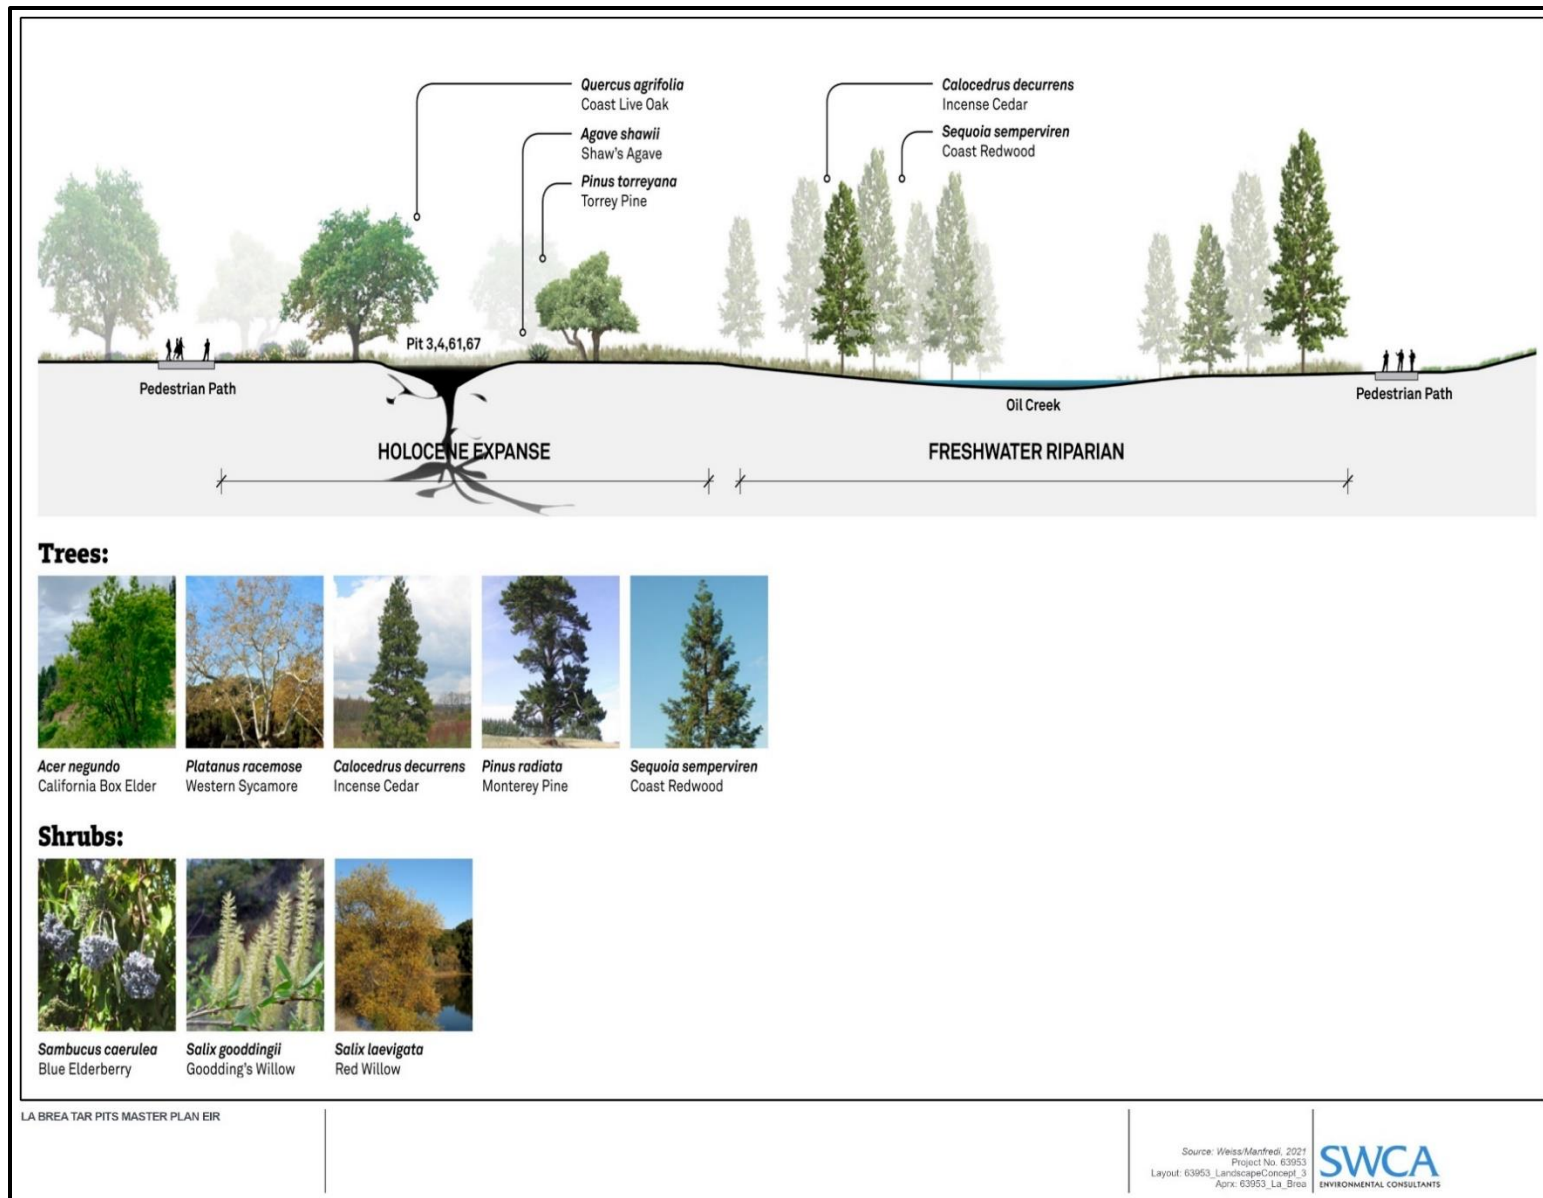 Quercus agrifolia
Coast Live Oak
Agave shawii
Shaw's Agave
Pinus torreyana
Torrey Pine
Calocedrus decurrens
Incense Cedar
Sequoia semperviren
Coast Redwood
Pit 3,4,61,67
Pedestrian Path
Oil Creek
Pedestrian Path
HOLOCENE EXPANSE
FRESHWATER RIPARIAN
Trees:
Acer negundo
California Box Elder
Platanus racemose
Western Sycamore
Calocedrus decurrens
Incense Cedar
Pinus radiata
Monterey Pine
Sequoia semperviren
Coast Redwood
Shrubs:
Sambucus caerulea
Blue Elderberry
Salix gooddingii
Goodding's Willow
Salix laevigata
Red Willow
LA BREA TAR PITS MASTER PLAN EIR
Source: Weiss/Manfredi, 2021
Project No. 63953
Layout: 63953_LandscapeConcept_3
Aprx: 63953_La_Brea
SWCA
ENVIRONMENTAL CONSULTANTS